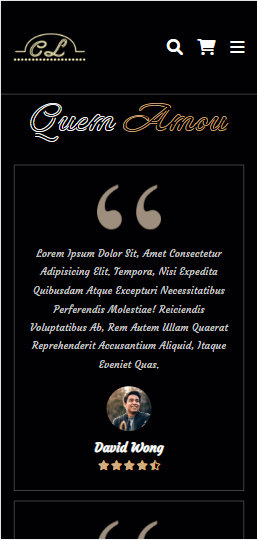 CL
Quem Amou
Lorem Ipsum Dolor Sit, Amet Consectetur
Adipisicing Elit. Tempora, Nisi Expedita
Quibusdam Atque Excepturi Necessitatibus
Perferendis Molestiae! Reiciendis
Voluptatibus Ab, Rem Autem Ullam Quaerat
Reprehenderit Accusantium Aliquid, Itaque
Eveniet Quas.
David Wong